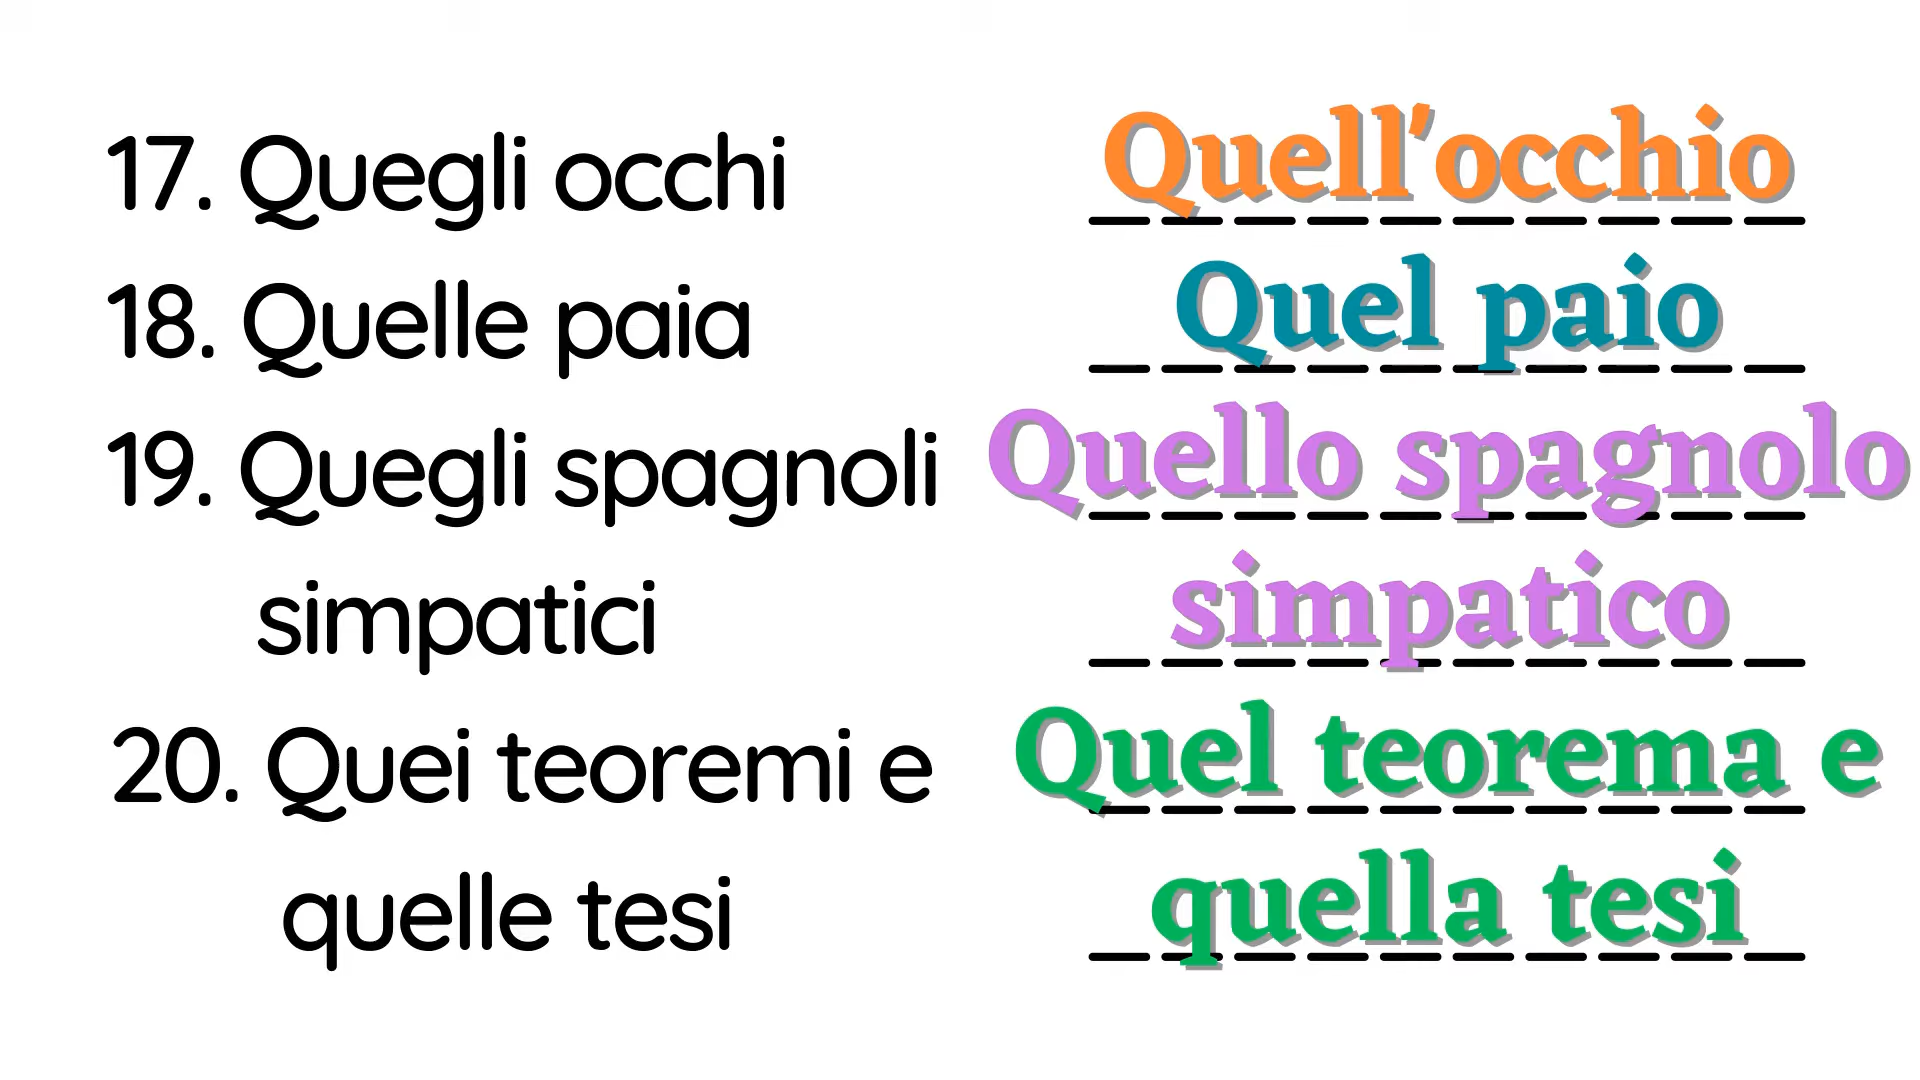 17. Quegli occhi Quell'occhio
18. Quelle paia Quel paio
19. Quegli spagnoli Quello spagnolo
simpatici simpatico
20. Quei teoremi e Quel teorema e
quelle tesi quella tesi